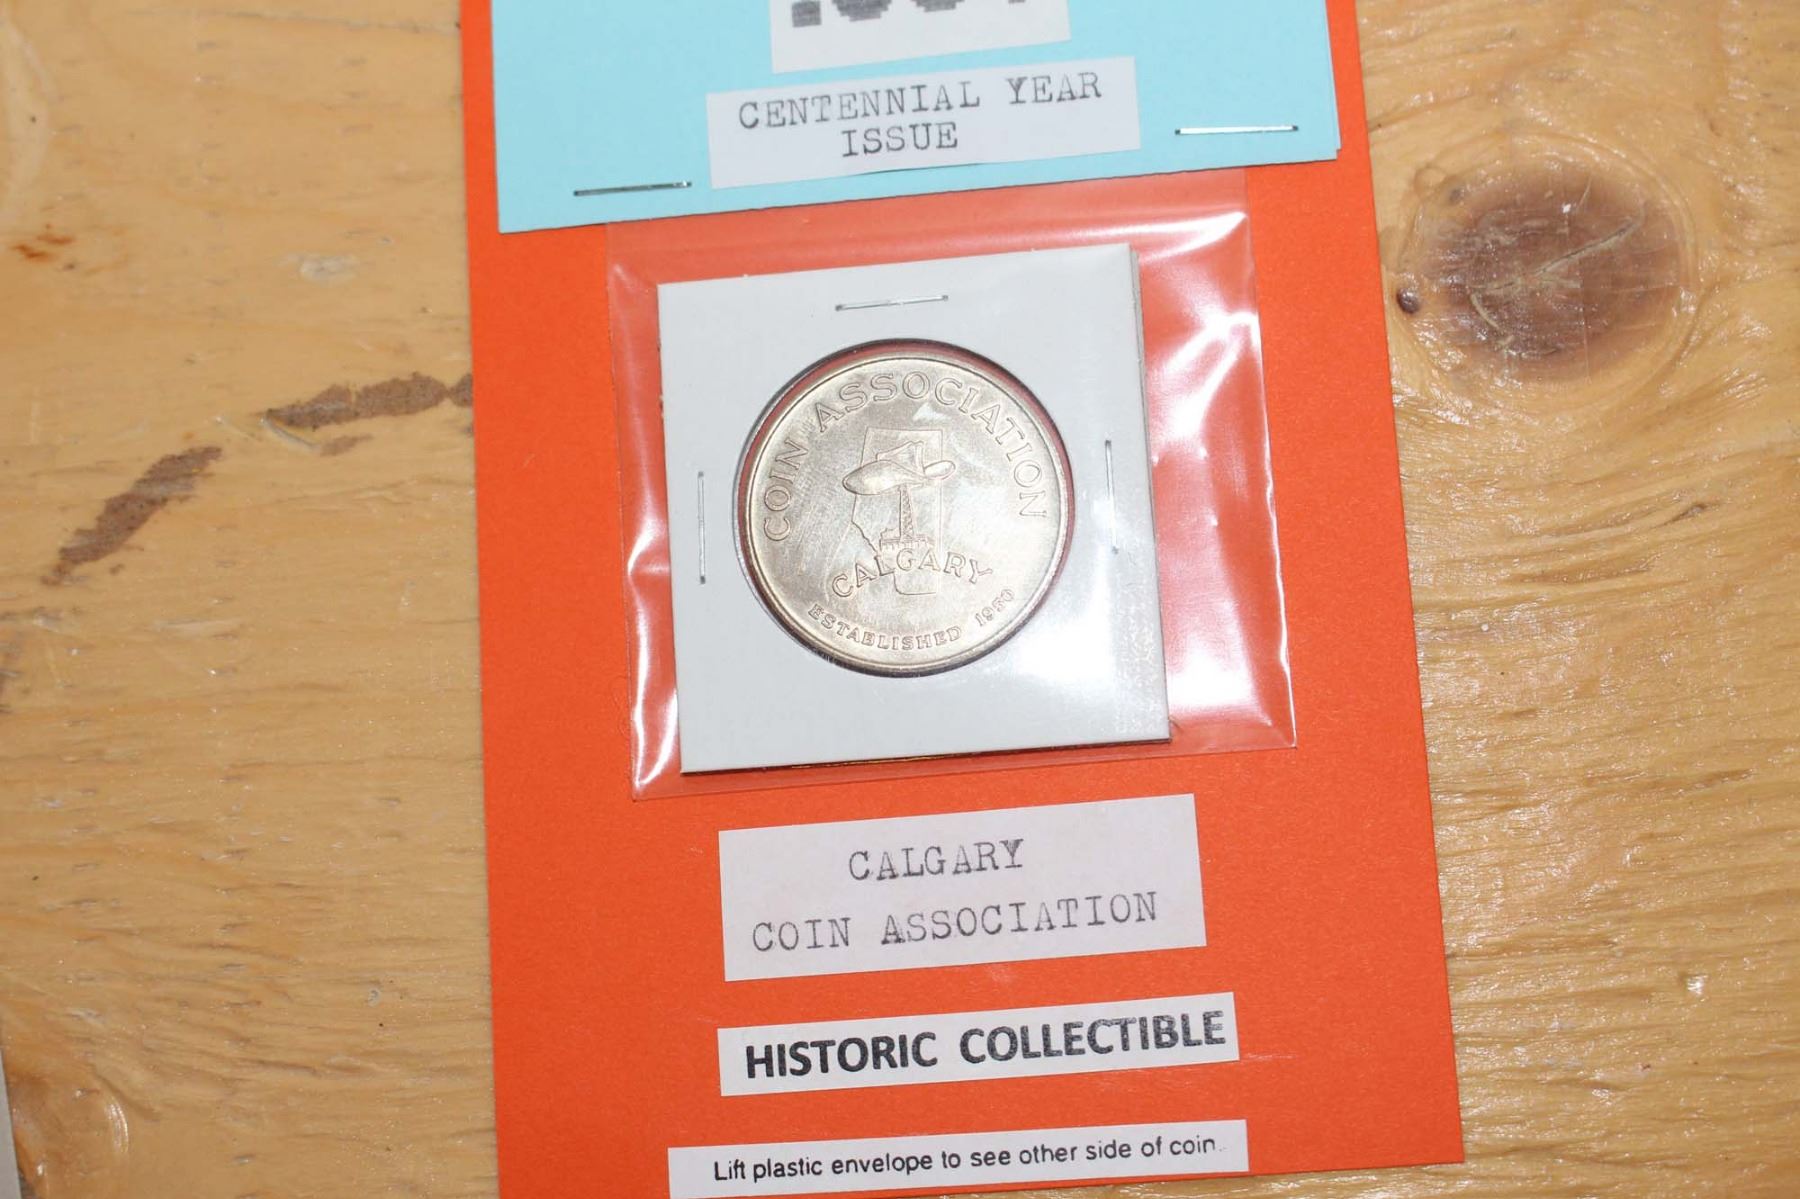 CENTENNIAL YEAR
ISSUE
COIN ASSOCIATION
CALGARY
ESTABLISHED 1950
CALGARY
COIN ASSOCIATION
HISTORIC COLLECTIBLE
Lift plastic envelope to see other side of coin.